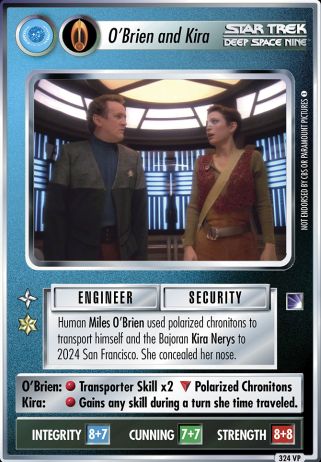 O'Brien and Kira
STAR TREK
DEEP SPACE NINE
NOT ENDORSED BY CBS OR PARAMOUNT PICTURES
ENGINEER
SECURITY
Human Miles O'Brien used polarized chronitons to
transport himself and the Bajoran Kira Nerys to
2024 San Francisco. She concealed her nose.
O'Brien: Transporter Skill x2 Polarized Chronitons
Kira: Gains any skill during a turn she time traveled.
INTEGRITY 8+7 CUNNING 7+7 STRENGTH 8+8
324 VP